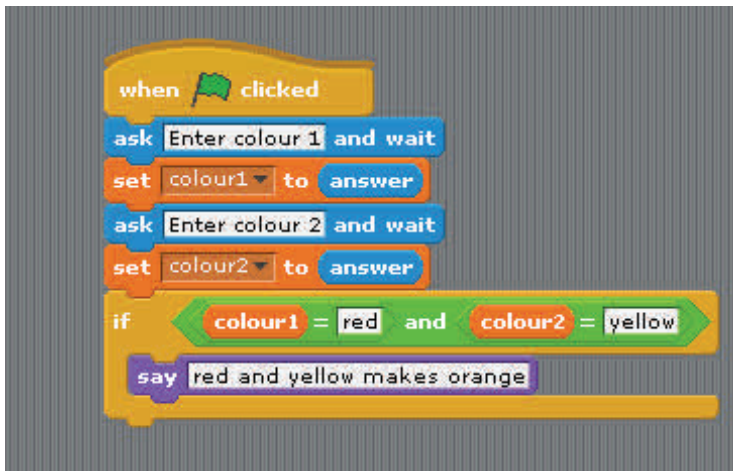 when clicked
ask Enter colour 1 and wait
set colour1 to answer
ask Enter colour 2 and wait
set colour2 to answer
if colour1 = red and colour2 = yellow
say red and yellow makes orange